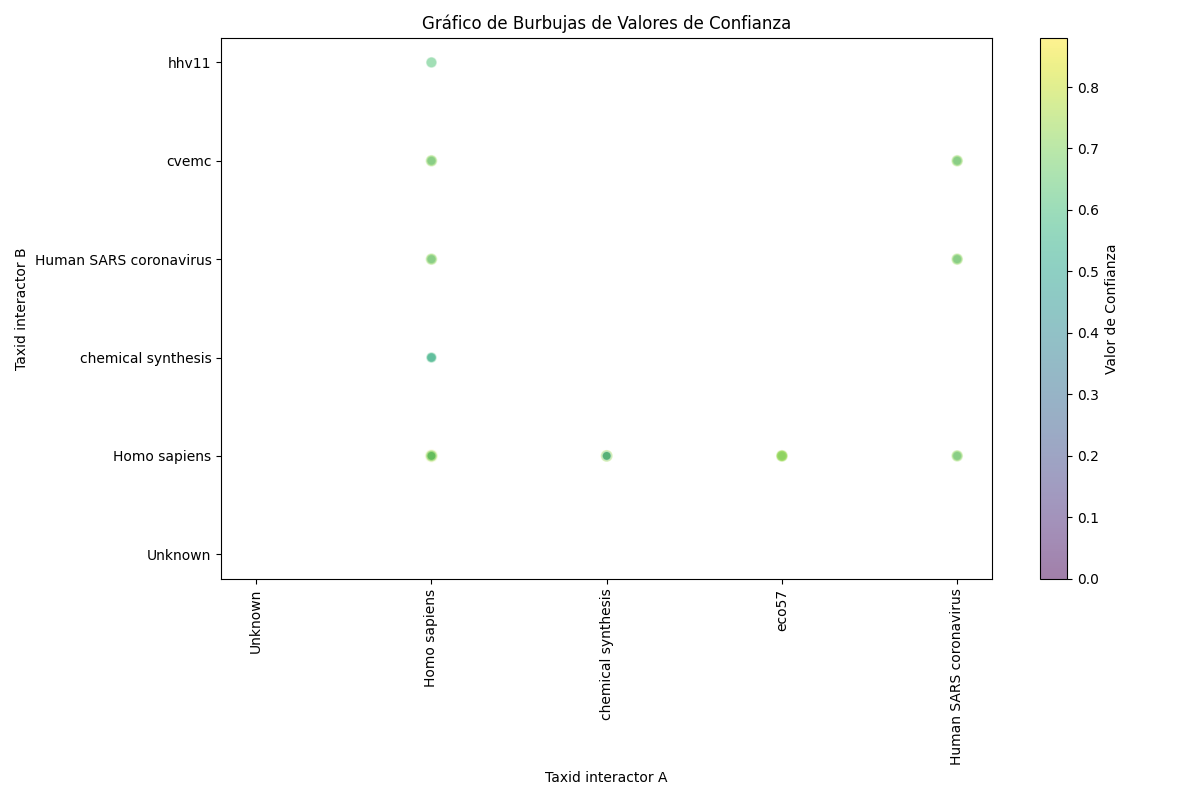 Gráfico de Burbujas de Valores de Confianza
hhv11
cvemc
Human SARS coronavirus
chemical synthesis
Homo sapiens
Unknown
Taxid interactor B
Unknown
Homo sapiens
chemical synthesis
eco57
Human SARS coronavirus
Taxid interactor A
0.8
0.7
0.6
0.5
0.4
0.3
0.2
0.1
0.0
Valor de Confianza